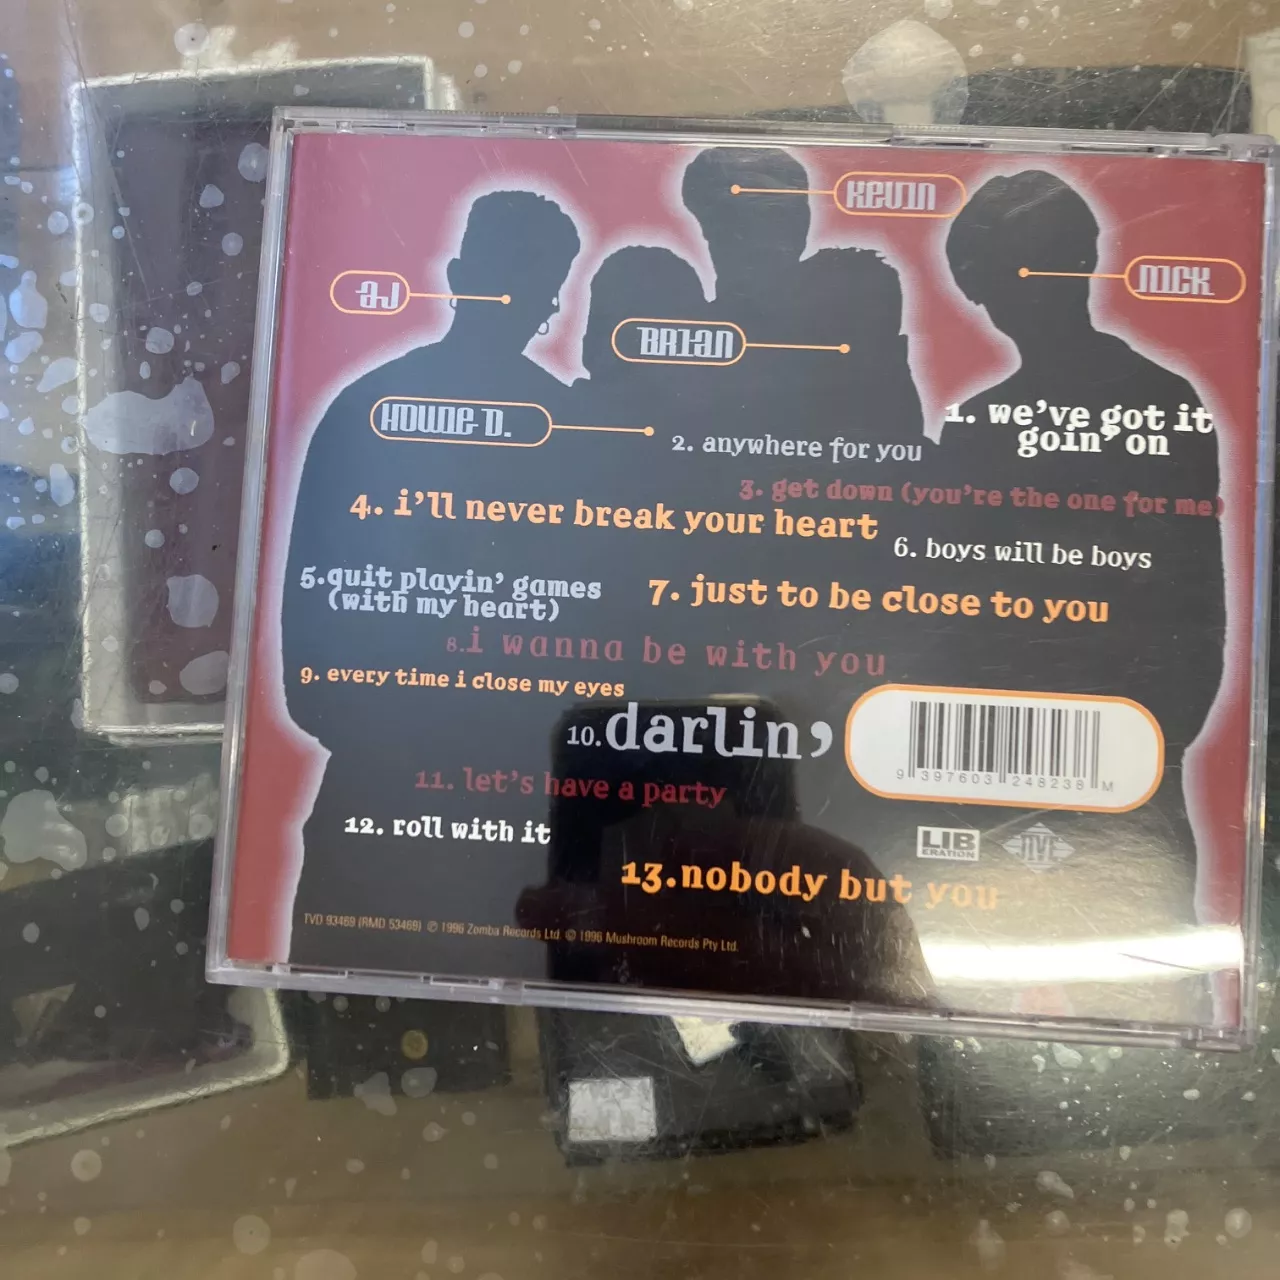 KEVIN
NICK
AJ
BRIAN
HOWIE D.
1. we've got it
goin' on
2. anywhere for you
3. get down (you're the one for me)
4. i'll never break your heart
6. boys will be boys
5.quit playin' games
(with my heart)
7. just to be close to you
8.i wanna be with you
9. every time i close my eyes
10.darlin'
11. let's have a party
12. roll with it
13.nobody but you
9 397603 248238 M
LIB
ERATION
JIVE
TVD 93469 (RMD 53469) ℗ 1996 Zomba Records Ltd. © 1996 Mushroom Records Pty Ltd.